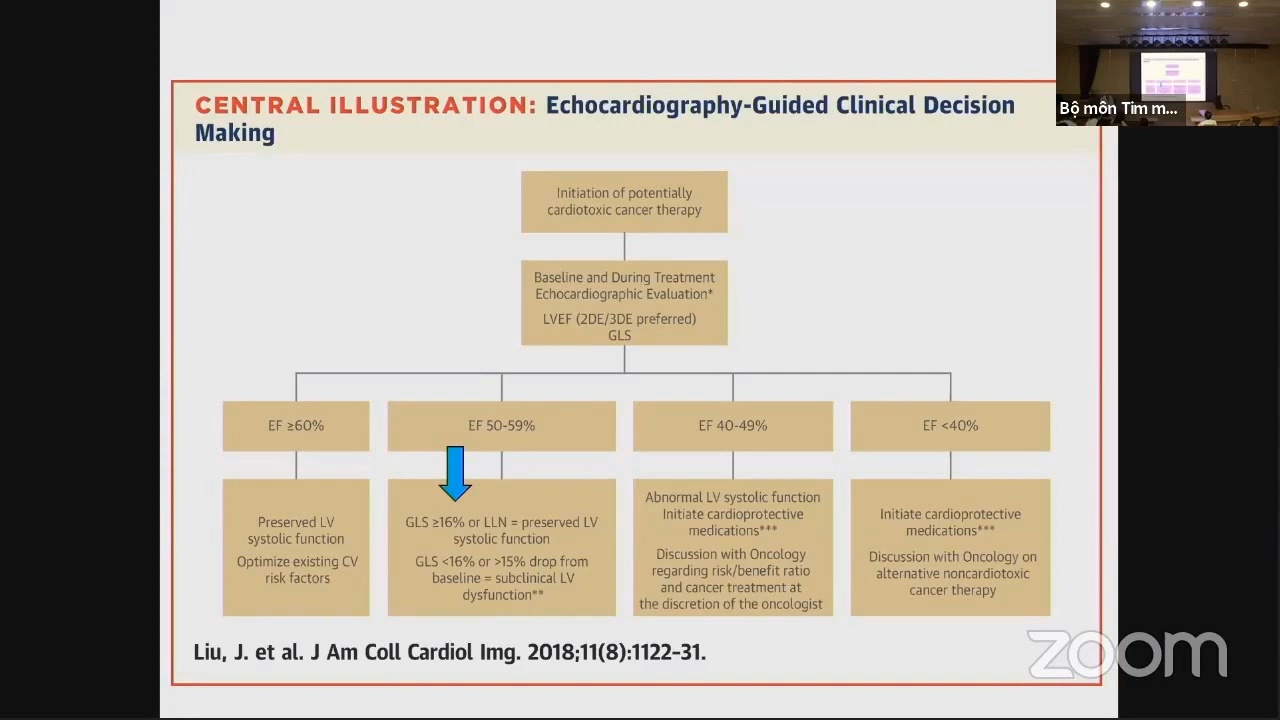 CENTRAL ILLUSTRATION: Echocardiography-Guided Clinical Decision
Making
Bộ môn Tim m...
Initiation of potentially
cardiotoxic cancer therapy
Baseline and During Treatment
Echocardiographic Evaluation*
LVEF (2DE/3DE preferred)
GLS
EF ≥60%
EF 50-59%
EF 40-49%
EF <40%
Preserved LV
systolic function
Optimize existing CV
risk factors
GLS ≥16% or LLN = preserved LV
systolic function
GLS <16% or >15% drop from
baseline = subclinical LV
dysfunction**
Abnormal LV systolic function
Initiate cardioprotective
medications***
Discussion with Oncology
regarding risk/benefit ratio
and cancer treatment at
the discretion of the oncologist
Initiate cardioprotective
medications***
Discussion with Oncology on
alternative noncardiotoxic
cancer therapy
Liu, J. et al. J Am Coll Cardiol Img. 2018;11(8):1122–31.
zoom